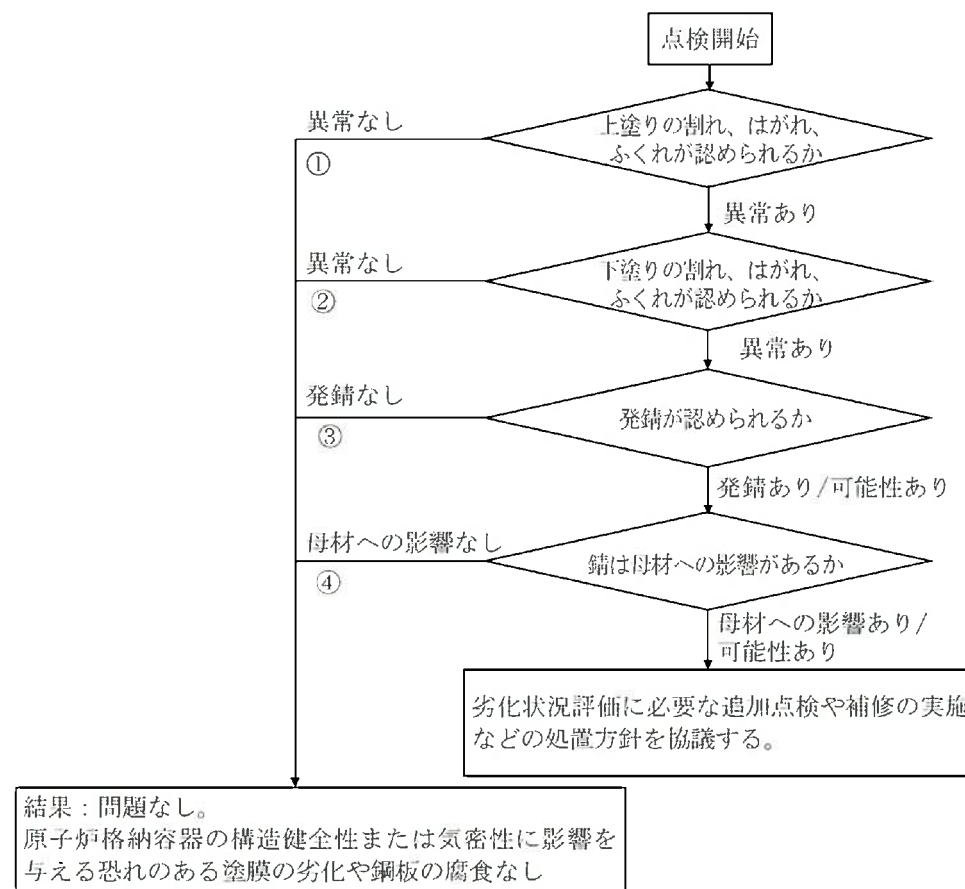 点検開始
上塗りの割れ、はがれ、
ふくれが認められるか
異常なし
①
異常あり
下塗りの割れ、はがれ、
ふくれが認められるか
異常なし
②
異常あり
発錆が認められるか
発錆なし
③
発錆あり/可能性あり
錆は母材への影響があるか
母材への影響なし
④
母材への影響あり/
可能性あり
劣化状況評価に必要な追加点検や補修の実施
などの処置方針を協議する。
結果：問題なし。
原子炉格納容器の構造健全性または気密性に影響を
与える恐れのある塗膜の劣化や鋼板の腐食なし